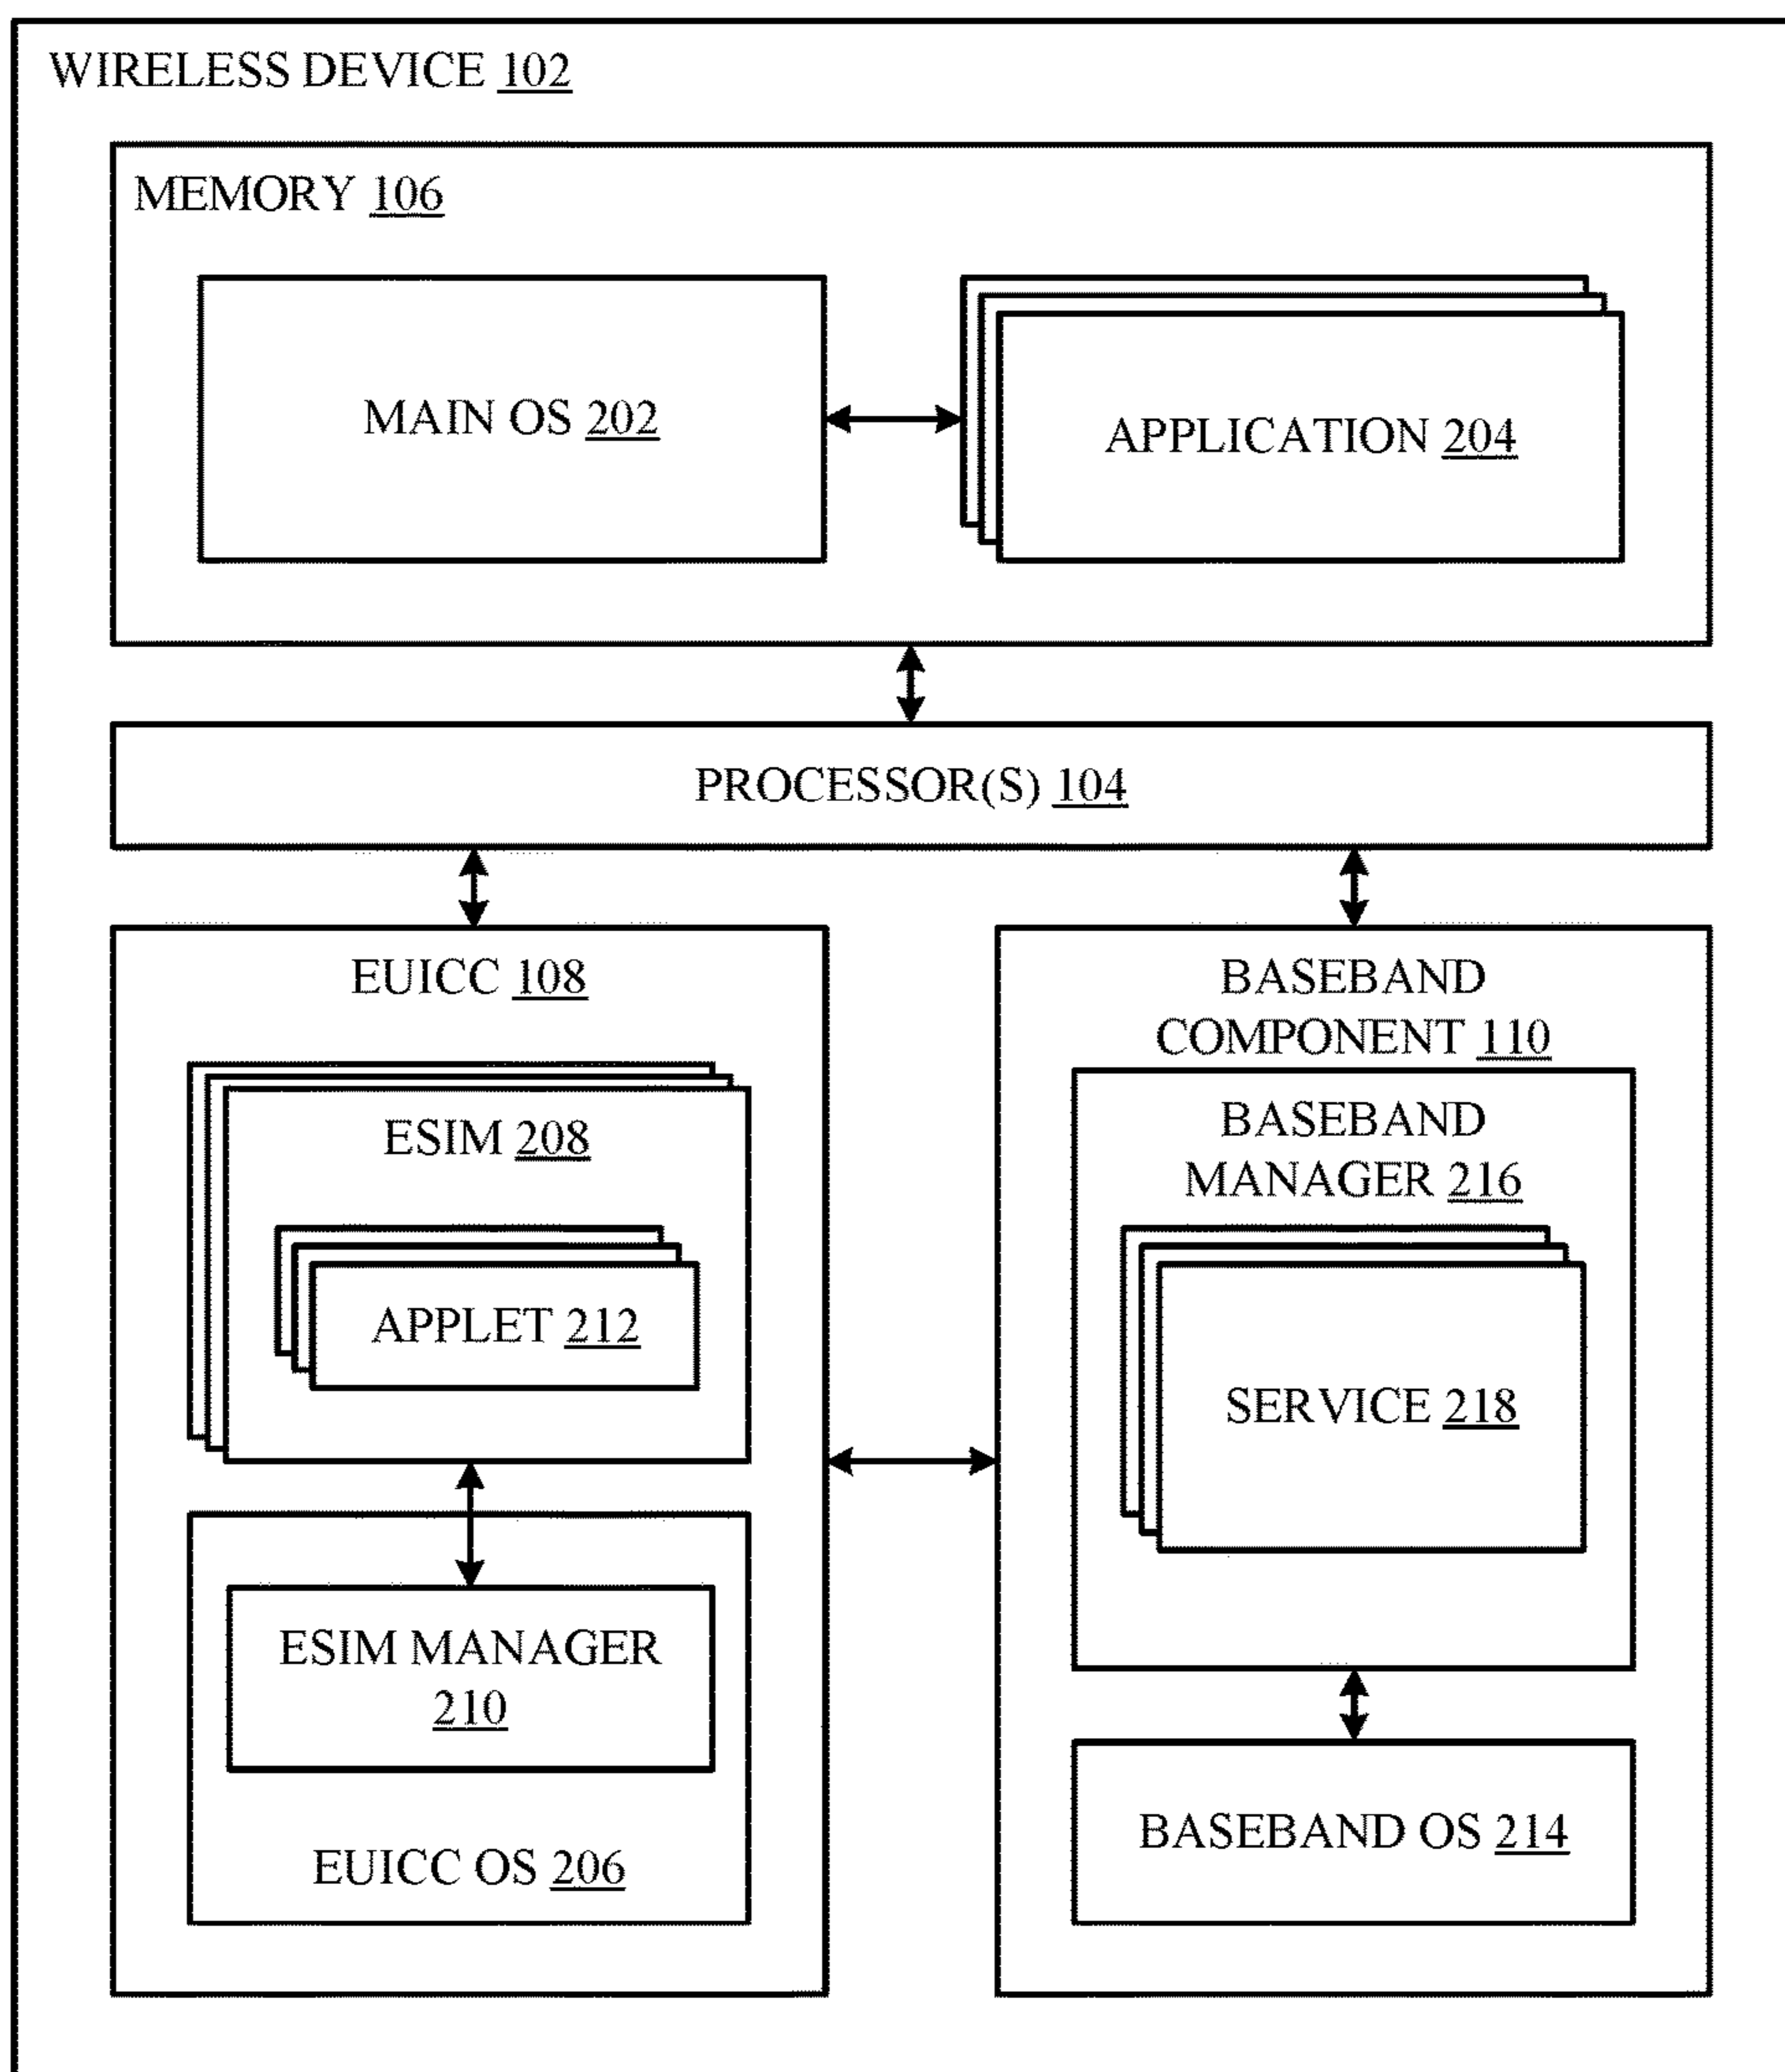 WIRELESS DEVICE 102
MEMORY 106
MAIN OS 202
APPLICATION 204
PROCESSOR(S) 104
EUICC 108
ESIM 208
APPLET 212
ESIM MANAGER
210
EUICC OS 206
BASEBAND
COMPONENT 110
BASEBAND
MANAGER 216
SERVICE 218
BASEBAND OS 214